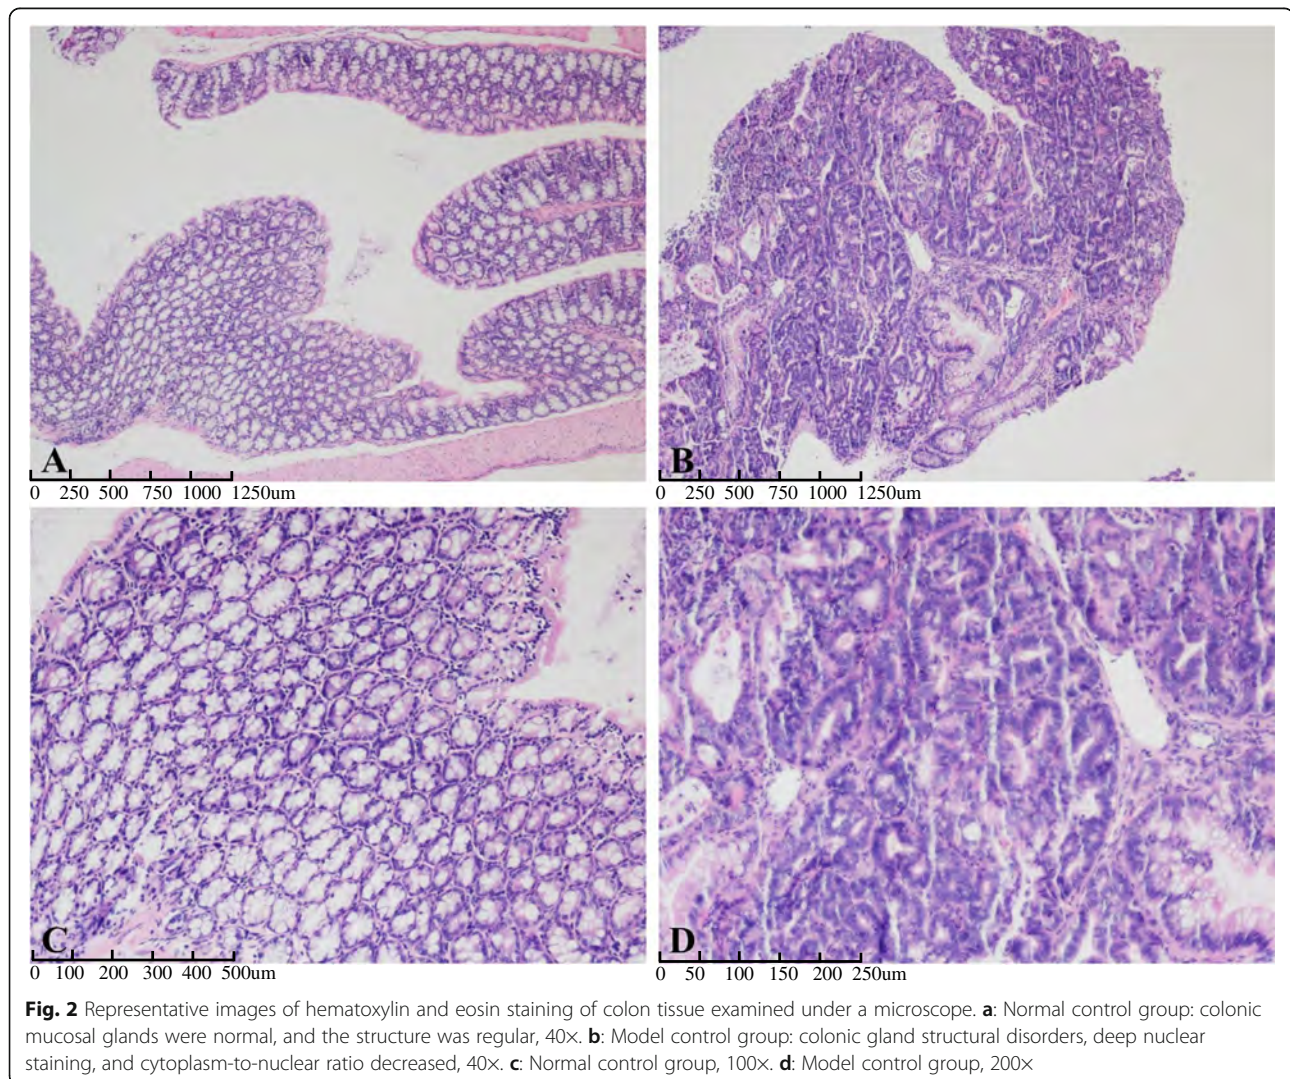 A
0 250 500 750 1000 1250um
B
0 250 500 750 1000 1250um
C
0 100 200 300 400 500um
D
0 50 100 150 200 250um
Fig. 2 Representative images of hematoxylin and eosin staining of colon tissue examined under a microscope. a: Normal control group: colonic
mucosal glands were normal, and the structure was regular, 40×. b: Model control group: colonic gland structural disorders, deep nuclear
staining, and cytoplasm-to-nuclear ratio decreased, 40×. c: Normal control group, 100×. d: Model control group, 200×